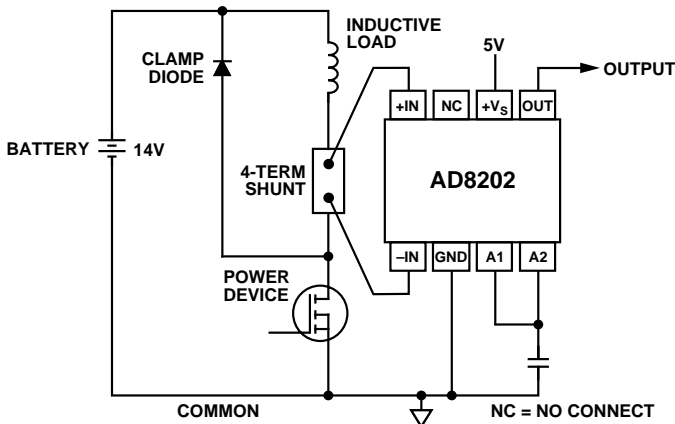 INDUCTIVE
LOAD
CLAMP
DIODE
5V
OUTPUT
+IN
NC
+VS
OUT
BATTERY
14V
4-TERM
SHUNT
AD8202
–IN
GND
A1
A2
POWER
DEVICE
COMMON
NC = NO CONNECT